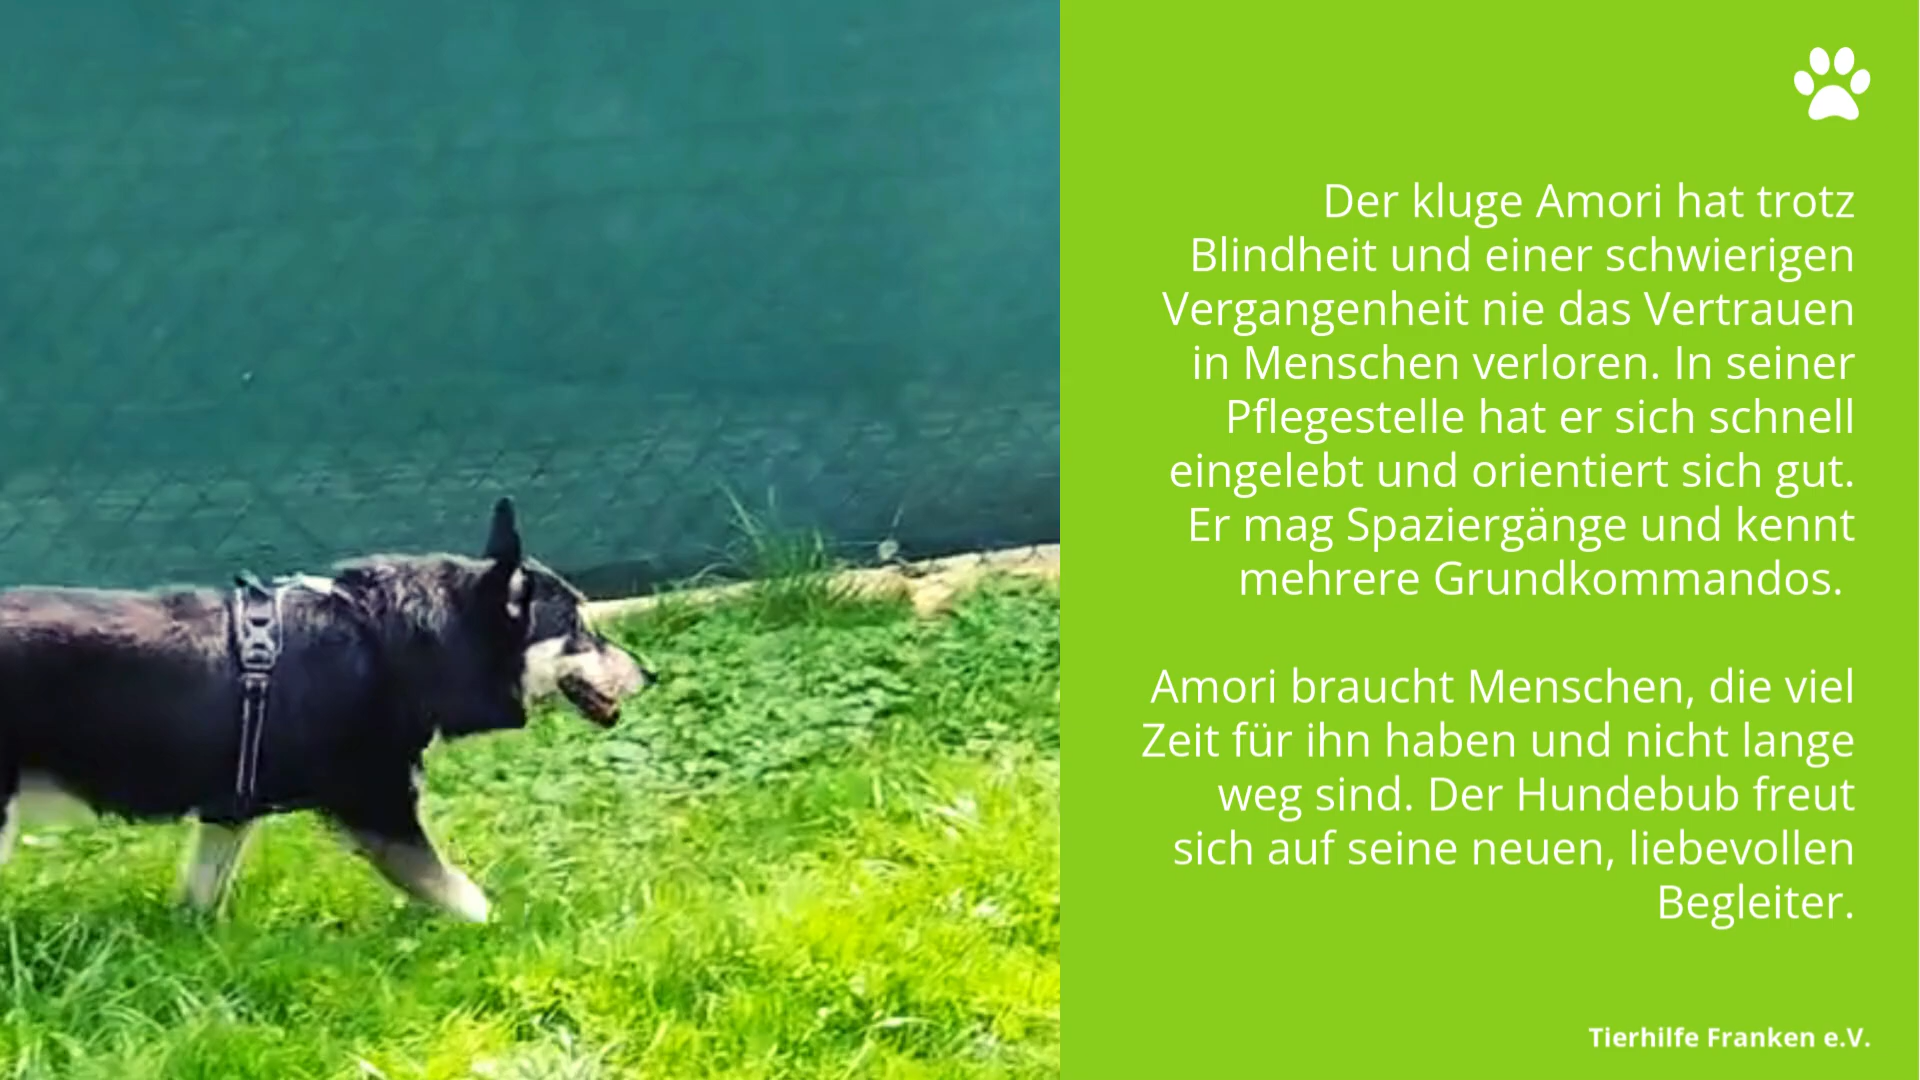 Der kluge Amori hat trotz
Blindheit und einer schwierigen
Vergangenheit nie das Vertrauen
in Menschen verloren. In seiner
Pflegestelle hat er sich schnell
eingelebt und orientiert sich gut.
Er mag Spaziergänge und kennt
mehrere Grundkommandos.
Amori braucht Menschen, die viel
Zeit für ihn haben und nicht lange
weg sind. Der Hundebub freut
sich auf seine neuen, liebevollen
Begleiter.
Tierhilfe Franken e.V.